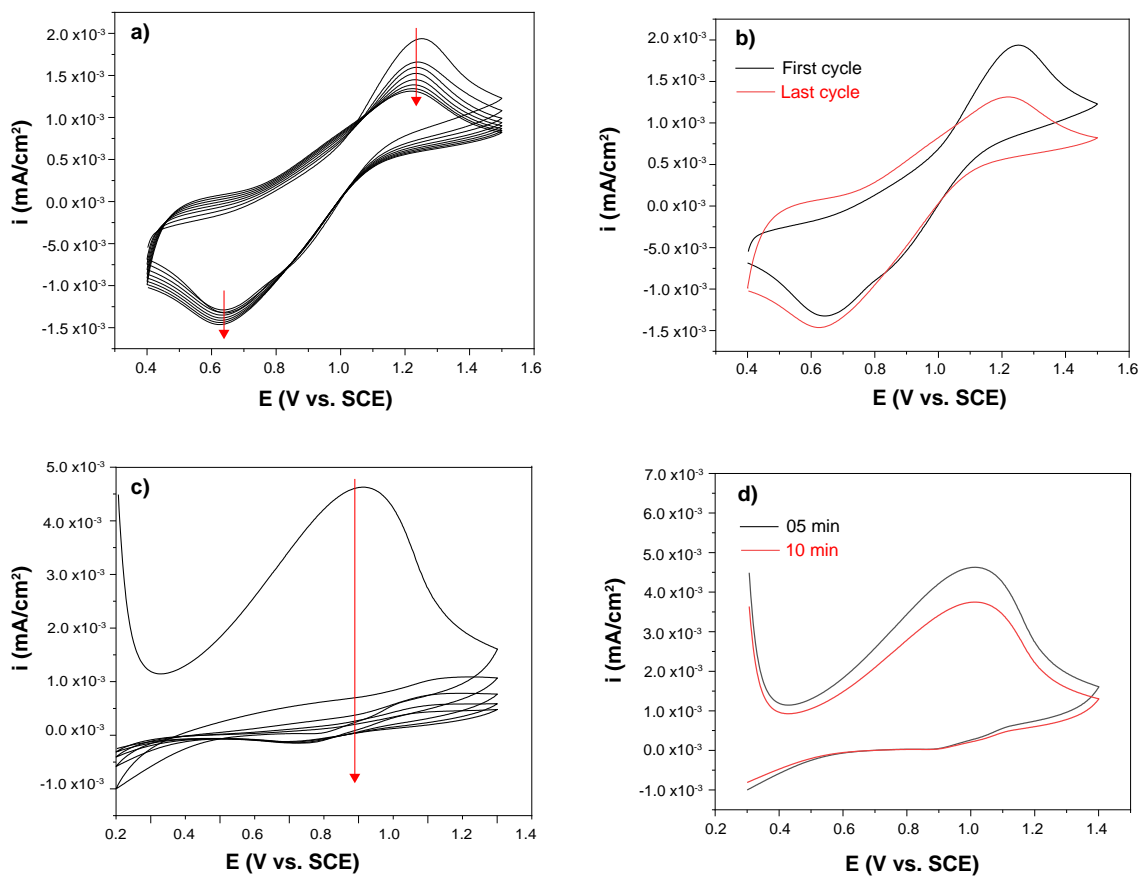 a)
2.0 x10⁻³
1.5 x10⁻³
1.0 x10⁻³
0.5 x10⁻³
0.0 x10⁻³
-5.0 x10⁻³
-1.0 x10⁻³
-1.5 x10⁻³
i (mA/cm²)
0.4 0.6 0.8 1.0 1.2 1.4 1.6
E (V vs. SCE)
b)
First cycle
Last cycle
2.0 x10⁻³
1.5 x10⁻³
1.0 x10⁻³
0.5 x10⁻³
0.0 x10⁻³
-5.0 x10⁻³
-1.0 x10⁻³
-1.5 x10⁻³
i (mA/cm²)
0.4 0.6 0.8 1.0 1.2 1.4 1.6
E (V vs. SCE)
c)
5.0 x10⁻³
4.0 x10⁻³
3.0 x10⁻³
2.0 x10⁻³
1.0 x10⁻³
0.0 x10⁻³
-1.0 x10⁻³
i (mA/cm²)
0.2 0.4 0.6 0.8 1.0 1.2 1.4
E (V vs. SCE)
d)
05 min
10 min
7.0 x10⁻³
6.0 x10⁻³
5.0 x10⁻³
4.0 x10⁻³
3.0 x10⁻³
2.0 x10⁻³
1.0 x10⁻³
0.0 x10⁻³
-1.0 x10⁻³
i (mA/cm²)
0.2 0.4 0.6 0.8 1.0 1.2 1.4
E (V vs. SCE)